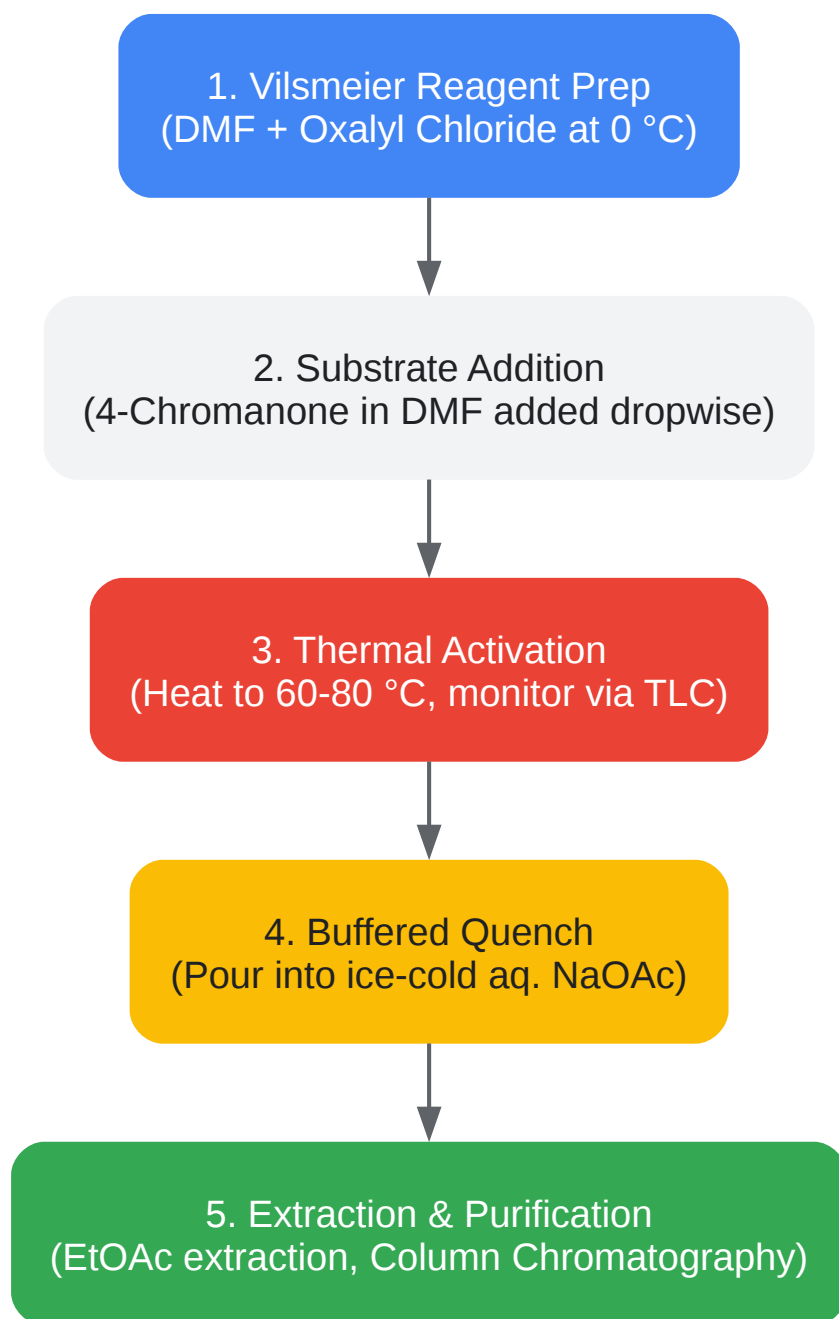 1. Vilsmeier Reagent Prep
(DMF + Oxalyl Chloride at 0 °C)
2. Substrate Addition
(4-Chromanone in DMF added dropwise)
3. Thermal Activation
(Heat to 60-80 °C, monitor via TLC)
4. Buffered Quench
(Pour into ice-cold aq. NaOAc)
5. Extraction & Purification
(EtOAc extraction, Column Chromatography)